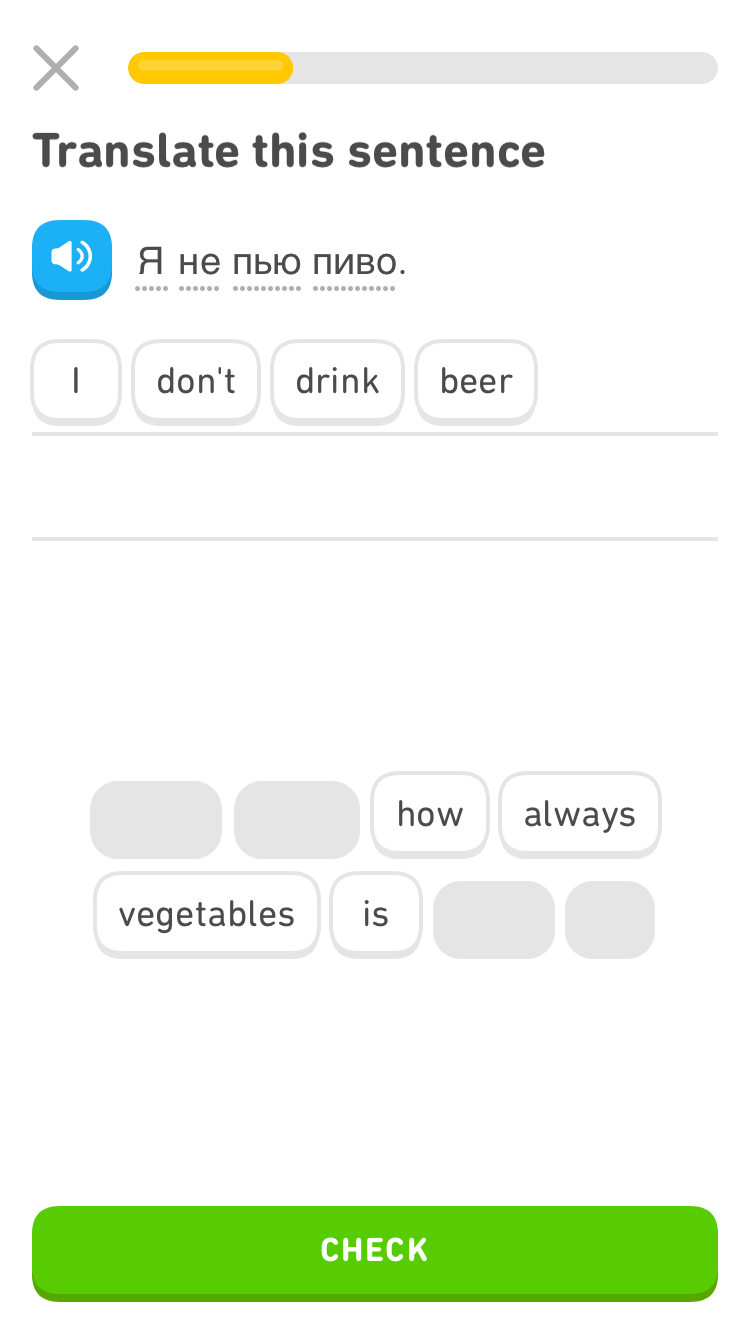 Translate this sentence
Я не пью пиво.
I don't drink beer
how always
vegetables is
CHECK